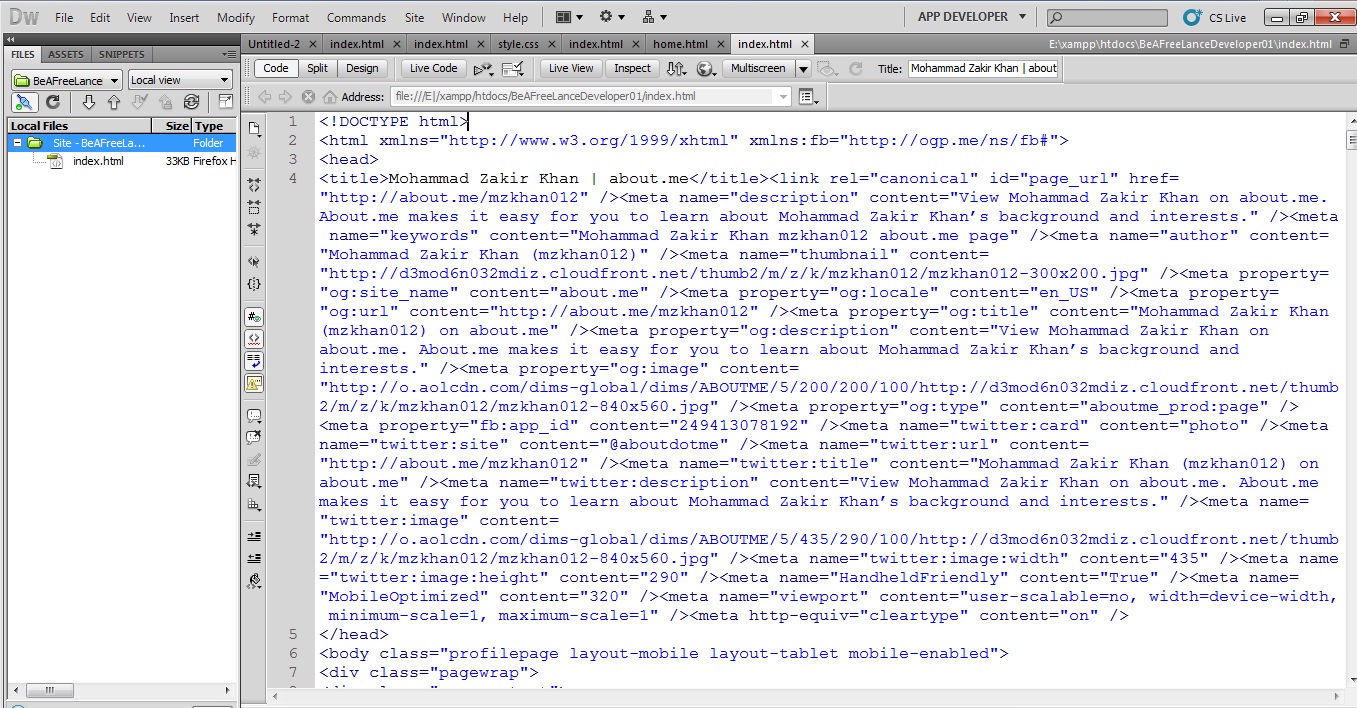 Dw File Edit View Insert Modify Format Commands Site Window Help APP DEVELOPER CS Live
FILES ASSETS SNIPPETS
Untitled-2 index.html index.html style.css index.html home.html index.html E:\xampp\htdocs\BeAFreeLanceDeveloper01\index.html
BeAFreeLance Local view
Code Split Design Live Code Live View Inspect Multiscreen Title: Mohammad Zakir Khan | about
Address: file:///E|/xampp/htdocs/BeAFreeLanceDeveloper01/index.html
Local Files Size Type
Site - BeAFreeLa... Folder
index.html 33KB Firefox H
1 <!DOCTYPE html>
2 <html xmlns="http://www.w3.org/1999/xhtml" xmlns:fb="http://ogp.me/ns/fb#">
3 <head>
4 <title>Mohammad Zakir Khan | about.me</title><link rel="canonical" id="page_url" href=
"http://about.me/mzkhan012" /><meta name="description" content="View Mohammad Zakir Khan on about.me.
About.me makes it easy for you to learn about Mohammad Zakir Khan’s background and interests." /><meta
name="keywords" content="Mohammad Zakir Khan mzkhan012 about.me page" /><meta name="author" content=
"Mohammad Zakir Khan (mzkhan012)" /><meta name="thumbnail" content=
"http://d3mod6n032mdiz.cloudfront.net/thumb2/m/z/k/mzkhan012/mzkhan012-300x200.jpg" /><meta property=
"og:site_name" content="about.me" /><meta property="og:locale" content="en_US" /><meta property=
"og:url" content="http://about.me/mzkhan012" /><meta property="og:title" content="Mohammad Zakir Khan
(mzkhan012) on about.me" /><meta property="og:description" content="View Mohammad Zakir Khan on
about.me. About.me makes it easy for you to learn about Mohammad Zakir Khan’s background and
interests." /><meta property="og:image" content=
"http://o.aolcdn.com/dims-global/dims/ABOUTME/5/200/200/100/http://d3mod6n032mdiz.cloudfront.net/thumb
2/m/z/k/mzkhan012/mzkhan012-840x560.jpg" /><meta property="og:type" content="aboutme_prod:page" />
<meta property="fb:app_id" content="249413078192" /><meta name="twitter:card" content="photo" /><meta
name="twitter:site" content="@aboutdotme" /><meta name="twitter:url" content=
"http://about.me/mzkhan012" /><meta name="twitter:title" content="Mohammad Zakir Khan (mzkhan012) on
about.me" /><meta name="twitter:description" content="View Mohammad Zakir Khan on about.me. About.me
makes it easy for you to learn about Mohammad Zakir Khan’s background and interests." /><meta name=
"twitter:image" content=
"http://o.aolcdn.com/dims-global/dims/ABOUTME/5/435/290/100/http://d3mod6n032mdiz.cloudfront.net/thumb
2/m/z/k/mzkhan012/mzkhan012-840x560.jpg" /><meta name="twitter:image:width" content="435" /><meta name
="twitter:image:height" content="290" /><meta name="HandheldFriendly" content="True" /><meta name=
"MobileOptimized" content="320" /><meta name="viewport" content="user-scalable=no, width=device-width,
minimum-scale=1, maximum-scale=1" /><meta http-equiv="cleartype" content="on" />
5 </head>
6 <body class="profilepage layout-mobile layout-tablet mobile-enabled">
7 <div class="pagewrap">